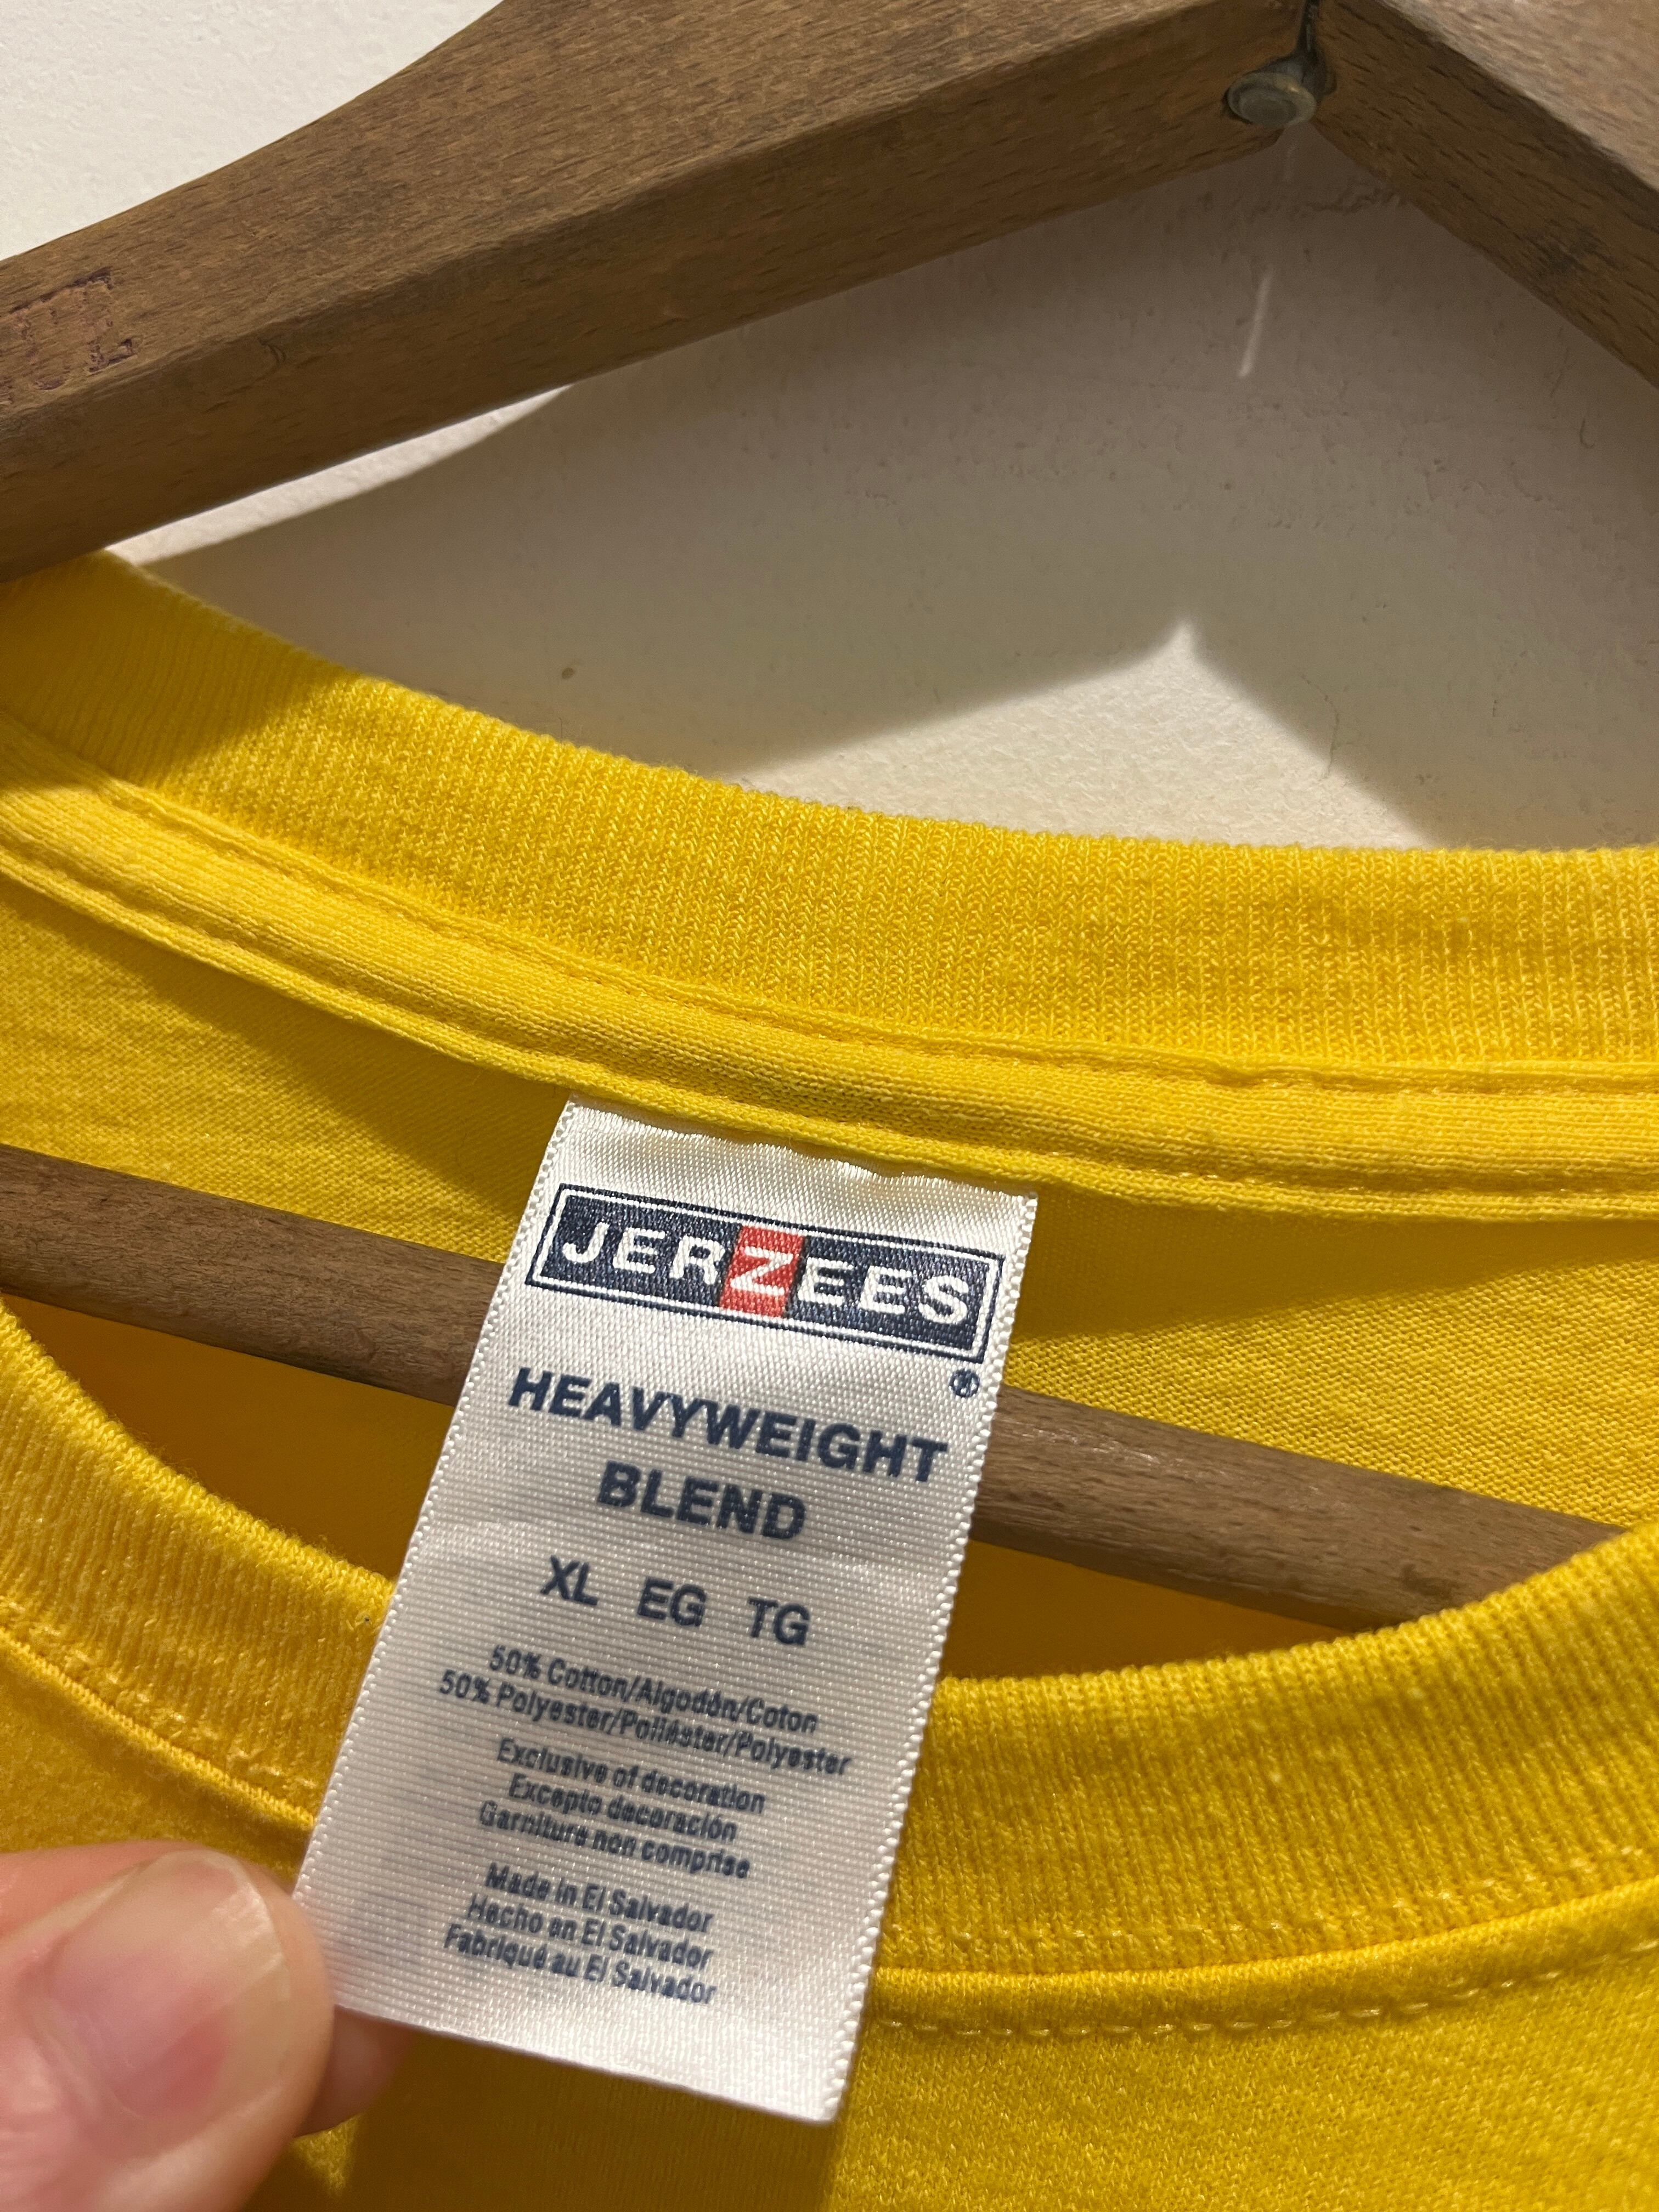 JERZEES
®
HEAVYWEIGHT
BLEND
XL EG TG
50% Cotton/Algodón/Coton
50% Polyester/Poliéster/Polyester
Exclusive of decoration
Excepto decoración
Garniture non comprise
Made in El Salvador
Hecho en El Salvador
Fabriqué au El Salvador